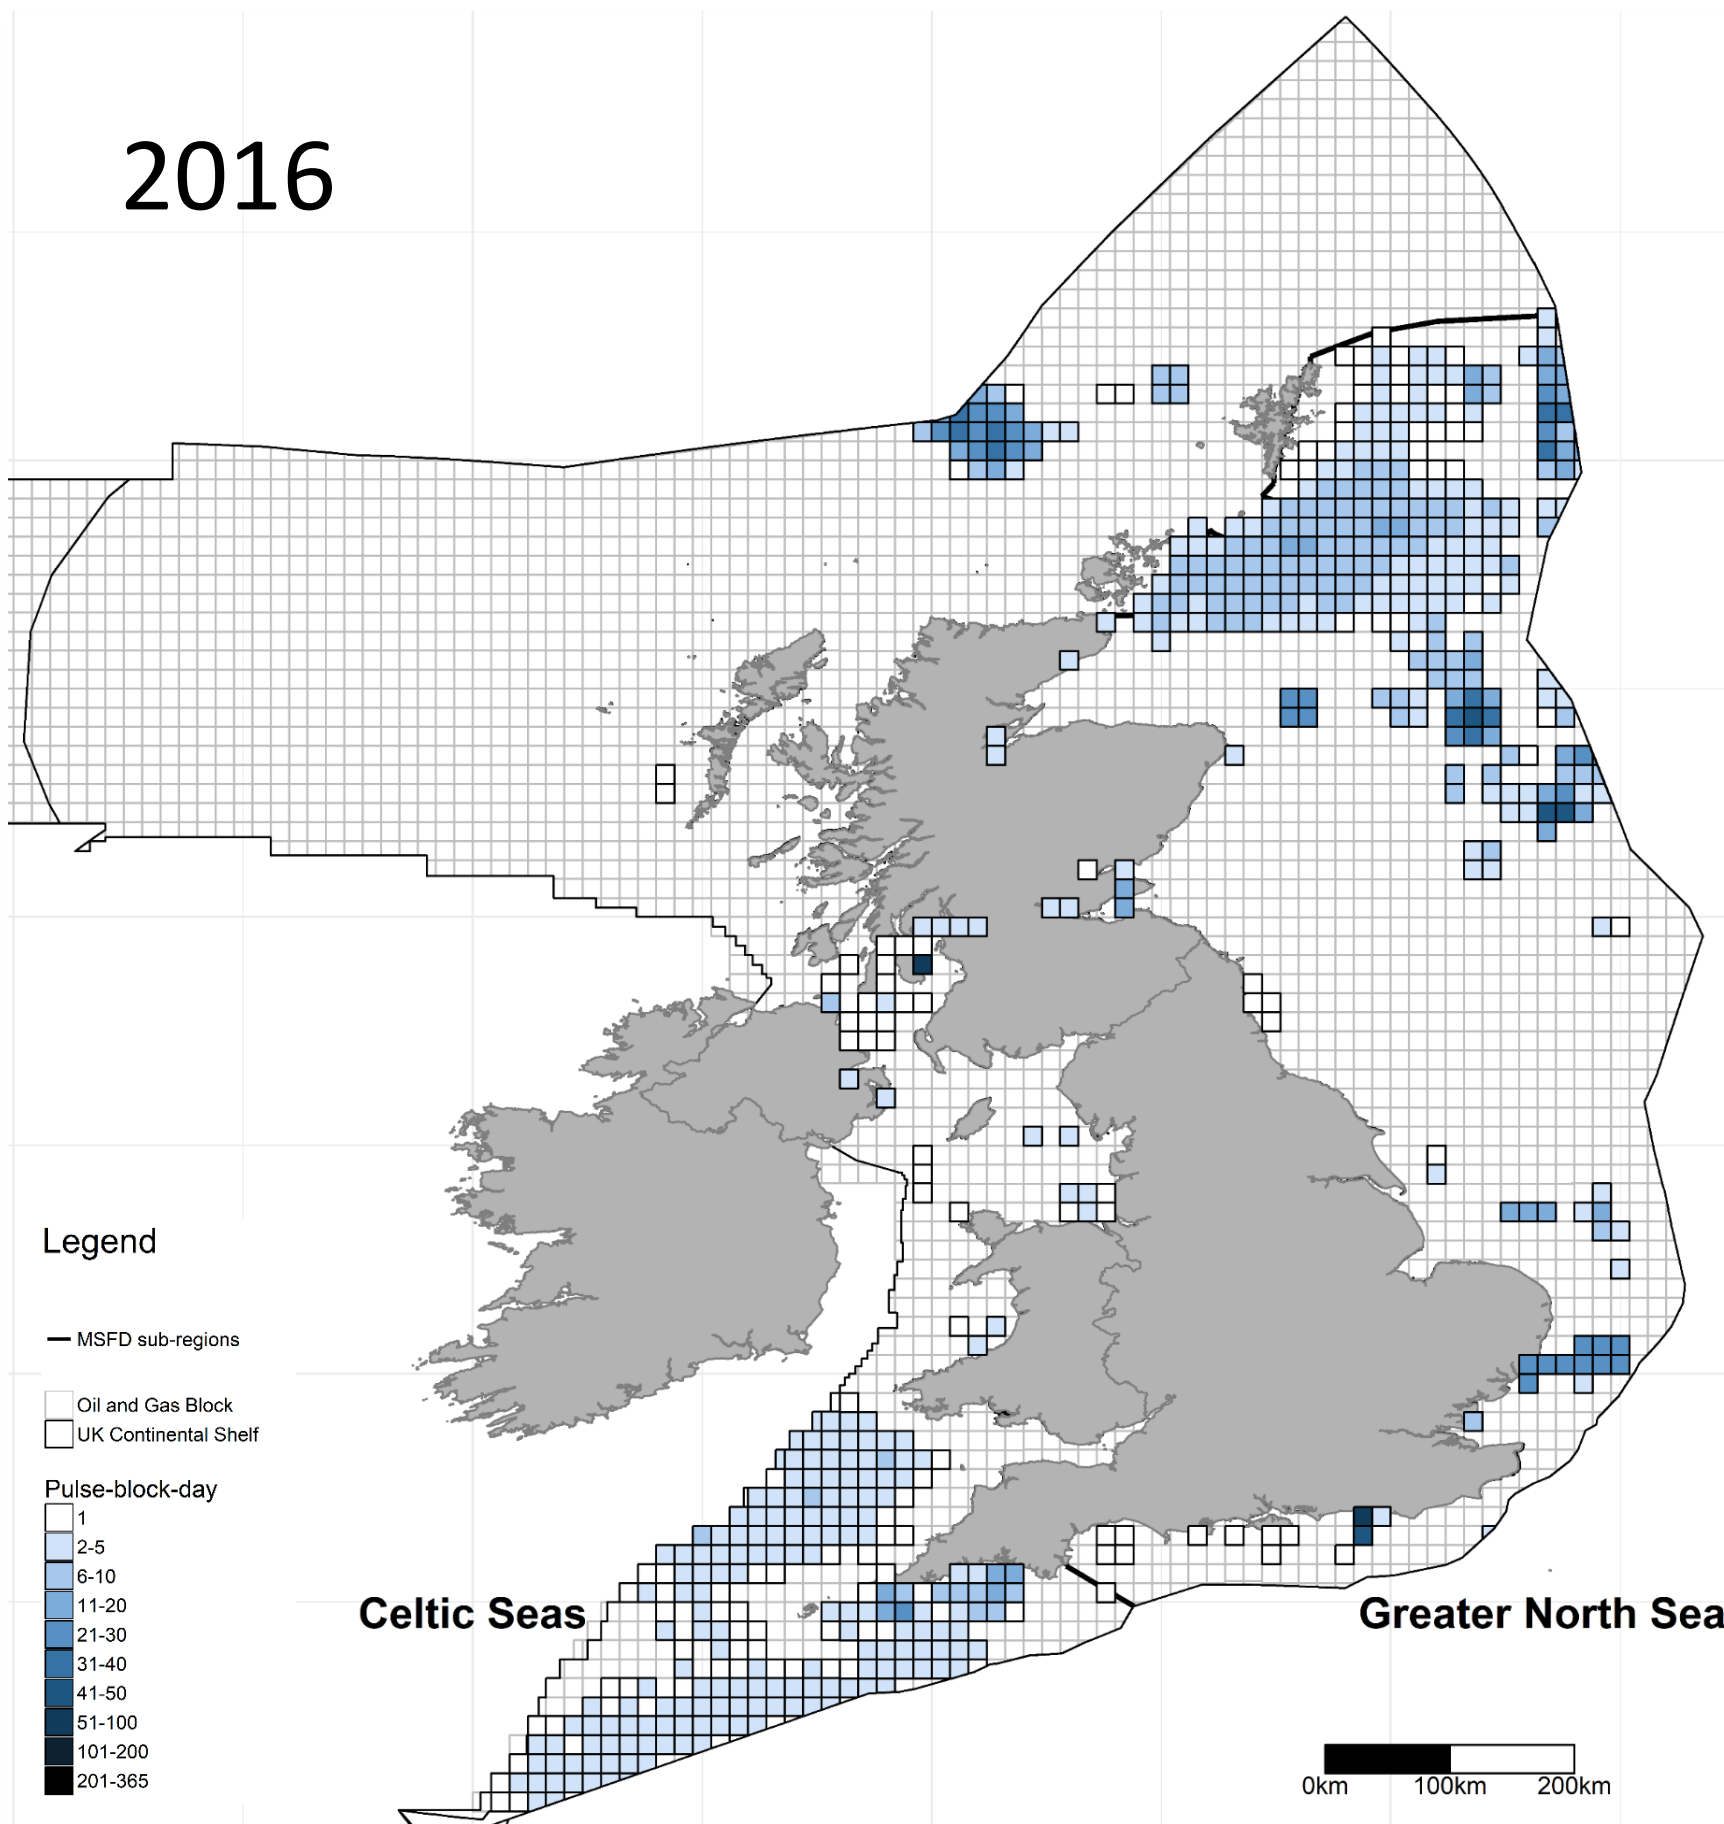 2016
Legend
MSFD sub-regions
Oil and Gas Block
UK Continental Shelf
Pulse-block-day
1
2-5
6-10
11-20
21-30
31-40
41-50
51-100
101-200
201-365
Celtic Seas
Greater North Sea
0km 100km 200km